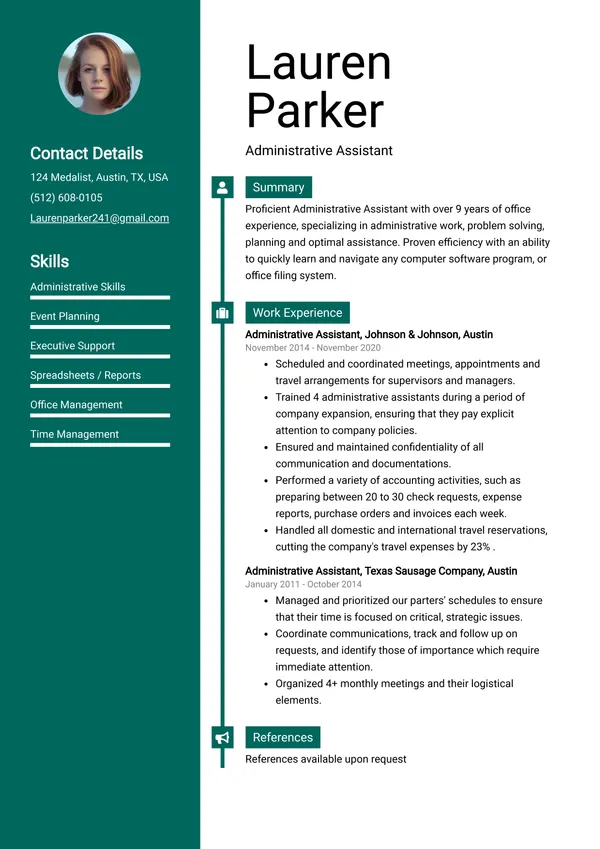 Lauren
Parker
Administrative Assistant
Contact Details
124 Medalist, Austin, TX, USA
(512) 608-0105
Laurenparker241@gmail.com
Skills
Administrative Skills
Event Planning
Executive Support
Spreadsheets / Reports
Office Management
Time Management
Summary
Proficient Administrative Assistant with over 9 years of office
experience, specializing in administrative work, problem solving,
planning and optimal assistance. Proven efficiency with an ability
to quickly learn and navigate any computer software program, or
office filing system.
Work Experience
Administrative Assistant, Johnson & Johnson, Austin
November 2014 - November 2020
• Scheduled and coordinated meetings, appointments and
travel arrangements for supervisors and managers.
• Trained 4 administrative assistants during a period of
company expansion, ensuring that they pay explicit
attention to company policies.
• Ensured and maintained confidentiality of all
communication and documentations.
• Performed a variety of accounting activities, such as
preparing between 20 to 30 check requests, expense
reports, purchase orders and invoices each week.
• Handled all domestic and international travel reservations,
cutting the company's travel expenses by 23% .
Administrative Assistant, Texas Sausage Company, Austin
January 2011 - October 2014
• Managed and prioritized our parters' schedules to ensure
that their time is focused on critical, strategic issues.
• Coordinate communications, track and follow up on
requests, and identify those of importance which require
immediate attention.
• Organized 4+ monthly meetings and their logistical
elements.
References
References available upon request